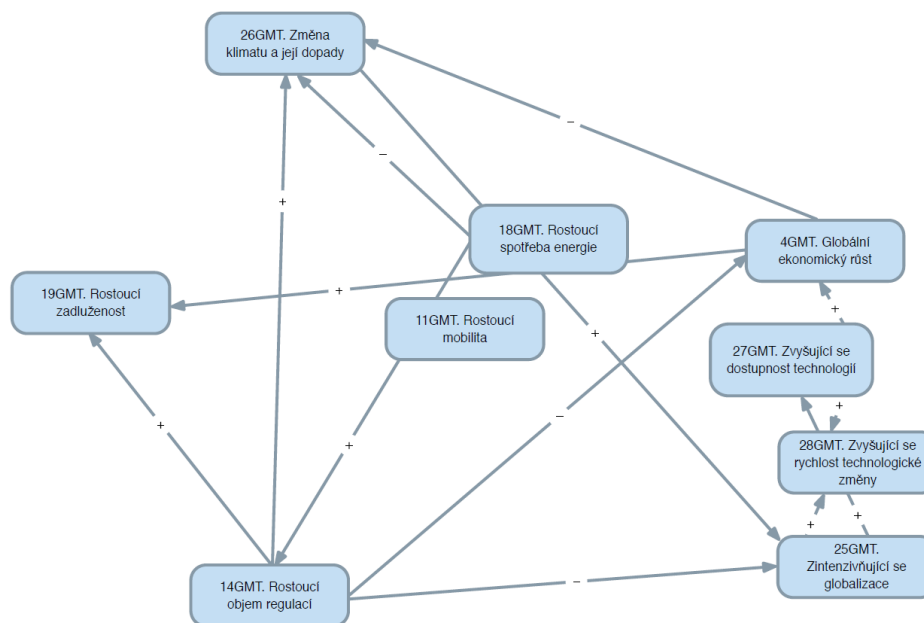 26GMT. Změna
klimatu a její dopady
–
–
+
18GMT. Rostoucí
spotřeba energie
4GMT. Globální
ekonomický růst
19GMT. Rostoucí
zadluženost
+
+
11GMT. Rostoucí
mobilita
+
27GMT. Zvyšující se
dostupnost technologií
+
–
+
+
28GMT. Zvyšující se
rychlost technologické
změny
+
+
25GMT.
Zintenzivňující se
globalizace
14GMT. Rostoucí
objem regulací
–